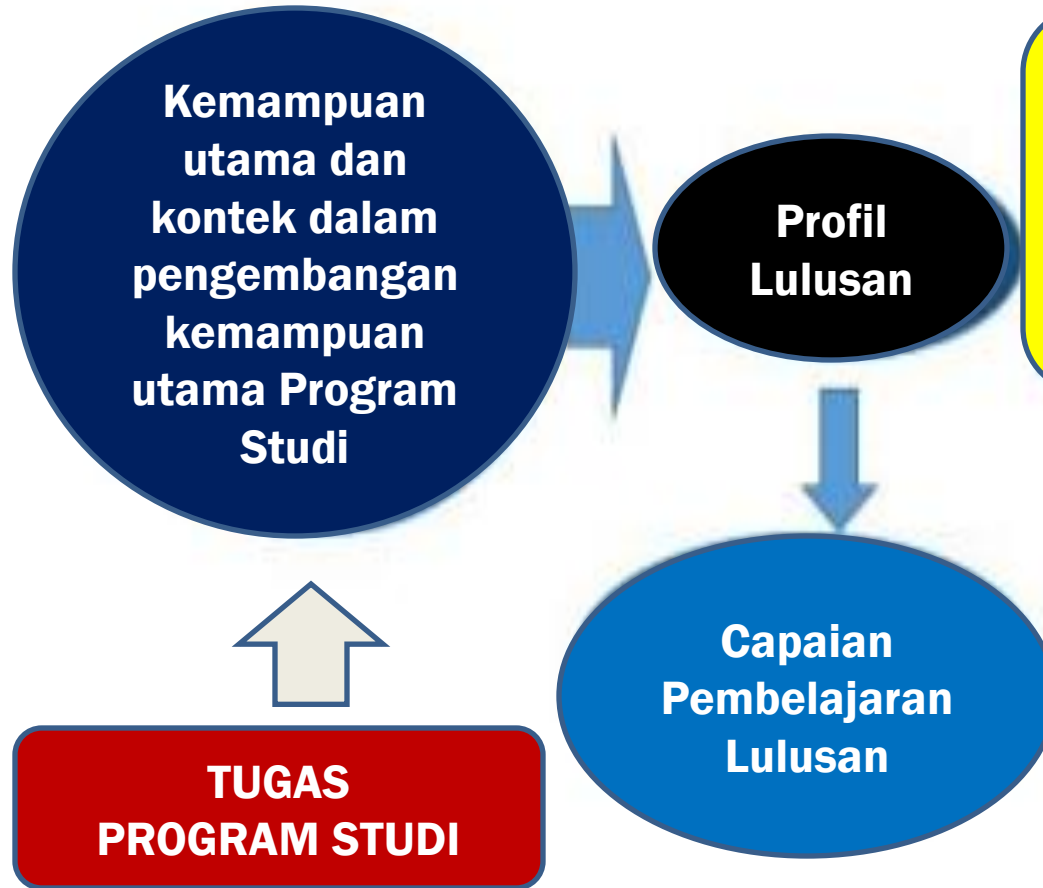 Kemampuan
utama dan
kontek dalam
pengembangan
kemampuan
utama Program
Studi
Profil
Lulusan
Capaian
Pembelajaran
Lulusan
TUGAS
PROGRAM STUDI